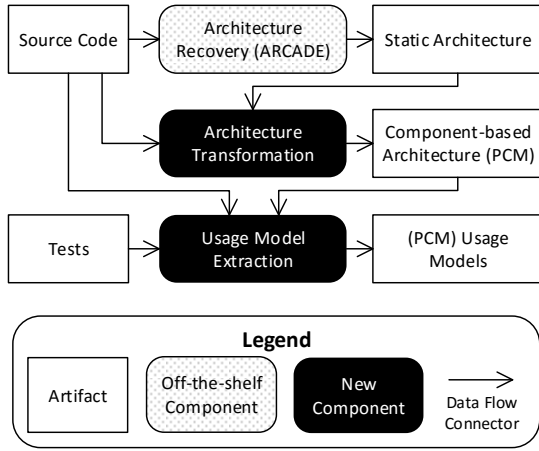 Source Code
Architecture
Recovery (ARCADE)
Static Architecture
Architecture
Transformation
Component-based
Architecture (PCM)
Tests
Usage Model
Extraction
(PCM) Usage
Models
Legend
Artifact
Off-the-shelf
Component
New
Component
Data Flow
Connector